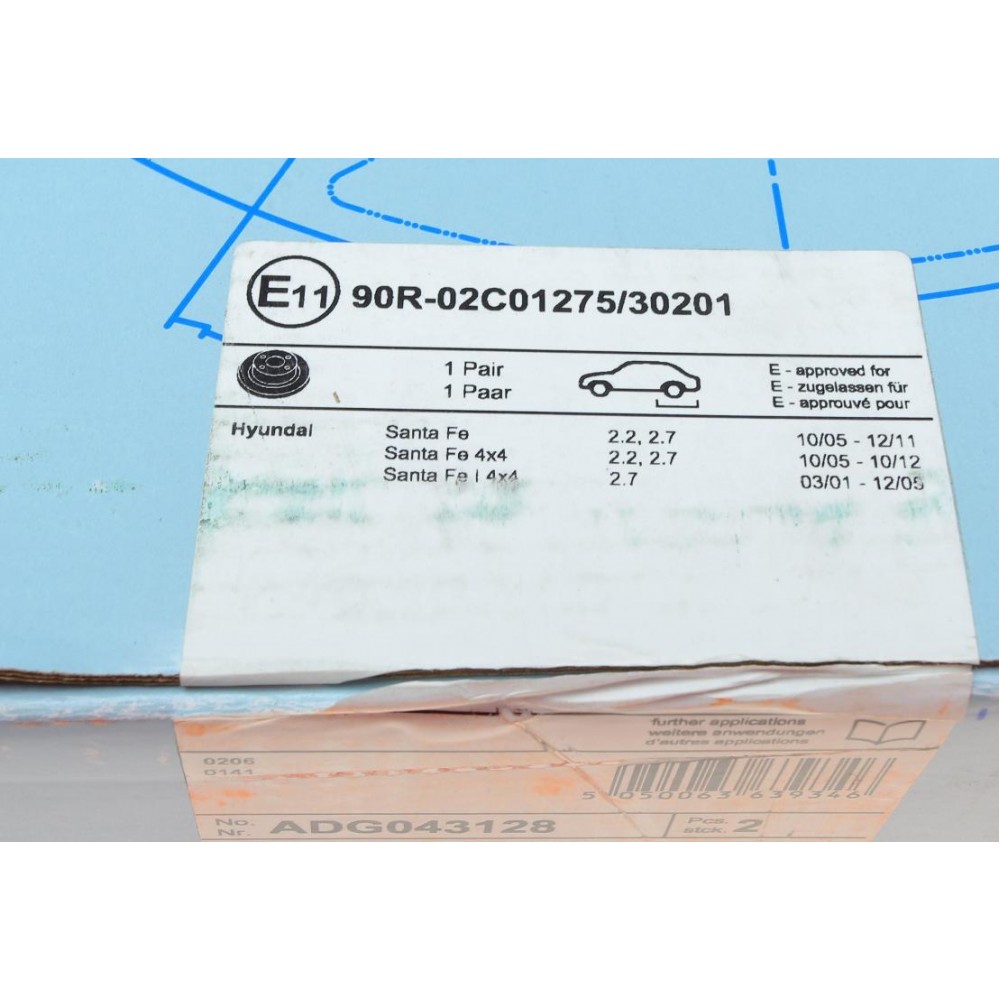 E11 90R-02C01275/30201
1 Pair
1 Paar
E - approved for
E - zugelassen für
E - approuvé pour
Hyundai Santa Fe 2.2, 2.7 10/05 - 12/11
Santa Fe 4x4 2.2, 2.7 10/05 - 10/12
Santa Fe I 4x4 2.7 03/01 - 12/05
further applications
weitere anwendungen
d'autres applications
0206
0141
5 050063 639346
No. Nr. ADG043128 Pcs. stck. 2